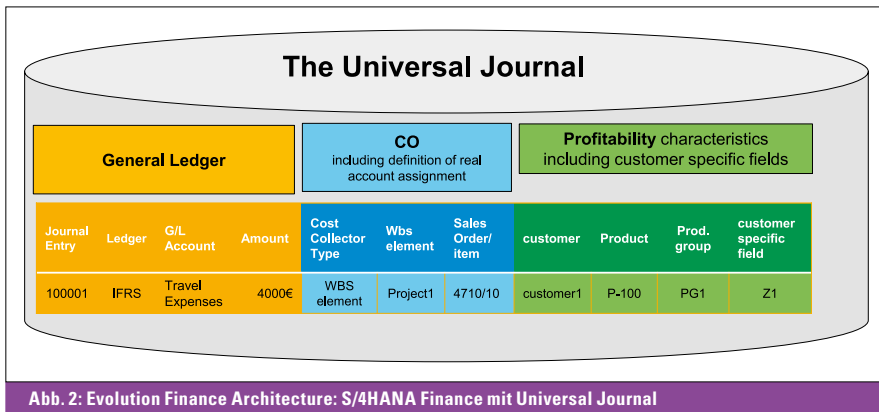 The Universal Journal
General Ledger
CO
including definition of real
account assignment
Profitability characteristics
including customer specific fields
Journal
Entry
Ledger
G/L
Account
Amount
Cost
Collector
Type
Wbs
element
Sales
Order/
item
customer
Product
Prod.
group
customer
specific
field
100001
IFRS
Travel
Expenses
4000€
WBS
element
Project1
4710/10
customer1
P-100
PG1
Z1
Abb. 2: Evolution Finance Architecture: S/4HANA Finance mit Universal Journal